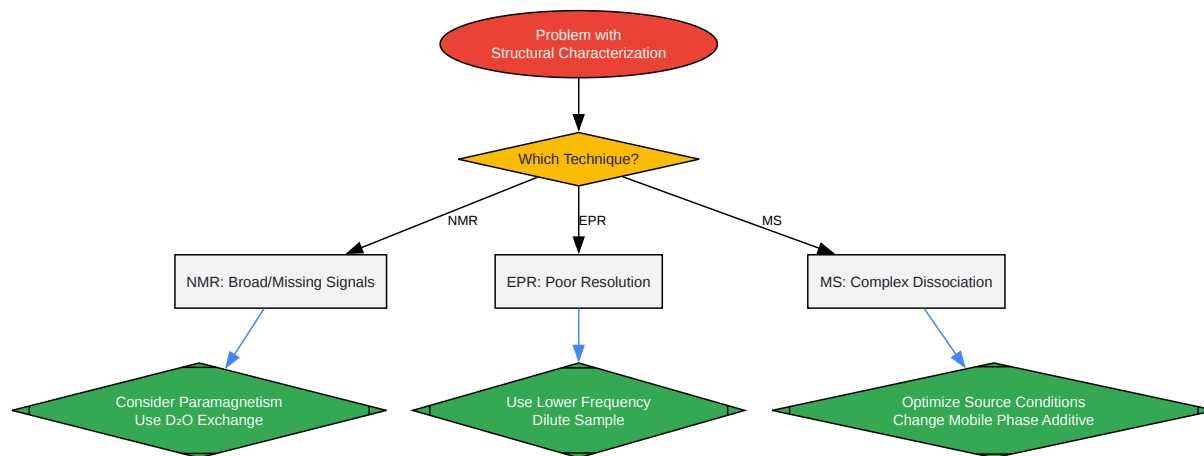 Problem with
Structural Characterization
Which Technique?
NMR
EPR
MS
NMR: Broad/Missing Signals
EPR: Poor Resolution
MS: Complex Dissociation
Consider Paramagnetism
Use D₂O Exchange
Use Lower Frequency
Dilute Sample
Optimize Source Conditions
Change Mobile Phase Additive